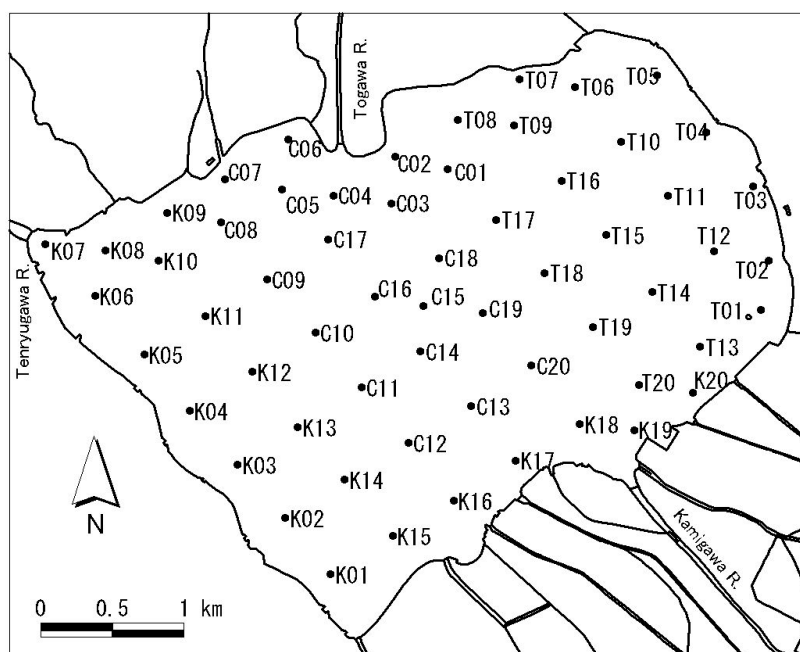 Togawa R.
T07
T06
T05
T08
T09
T04
C06
T10
C02
C01
C07
T16
T03
C05
C04
C03
T11
K09
C08
T17
C17
T15
T12
K07
K08
K10
C18
T02
C09
T18
K06
C16
C15
T14
K11
C19
T01
C10
T19
T13
K05
C14
K12
C20
C11
T20
K20
K04
C13
K13
K18
K19
C12
K03
K17
K14
K16
K02
K15
K01
Tenryugawa R.
Kamigawa R.
N
0 0.5 1 km